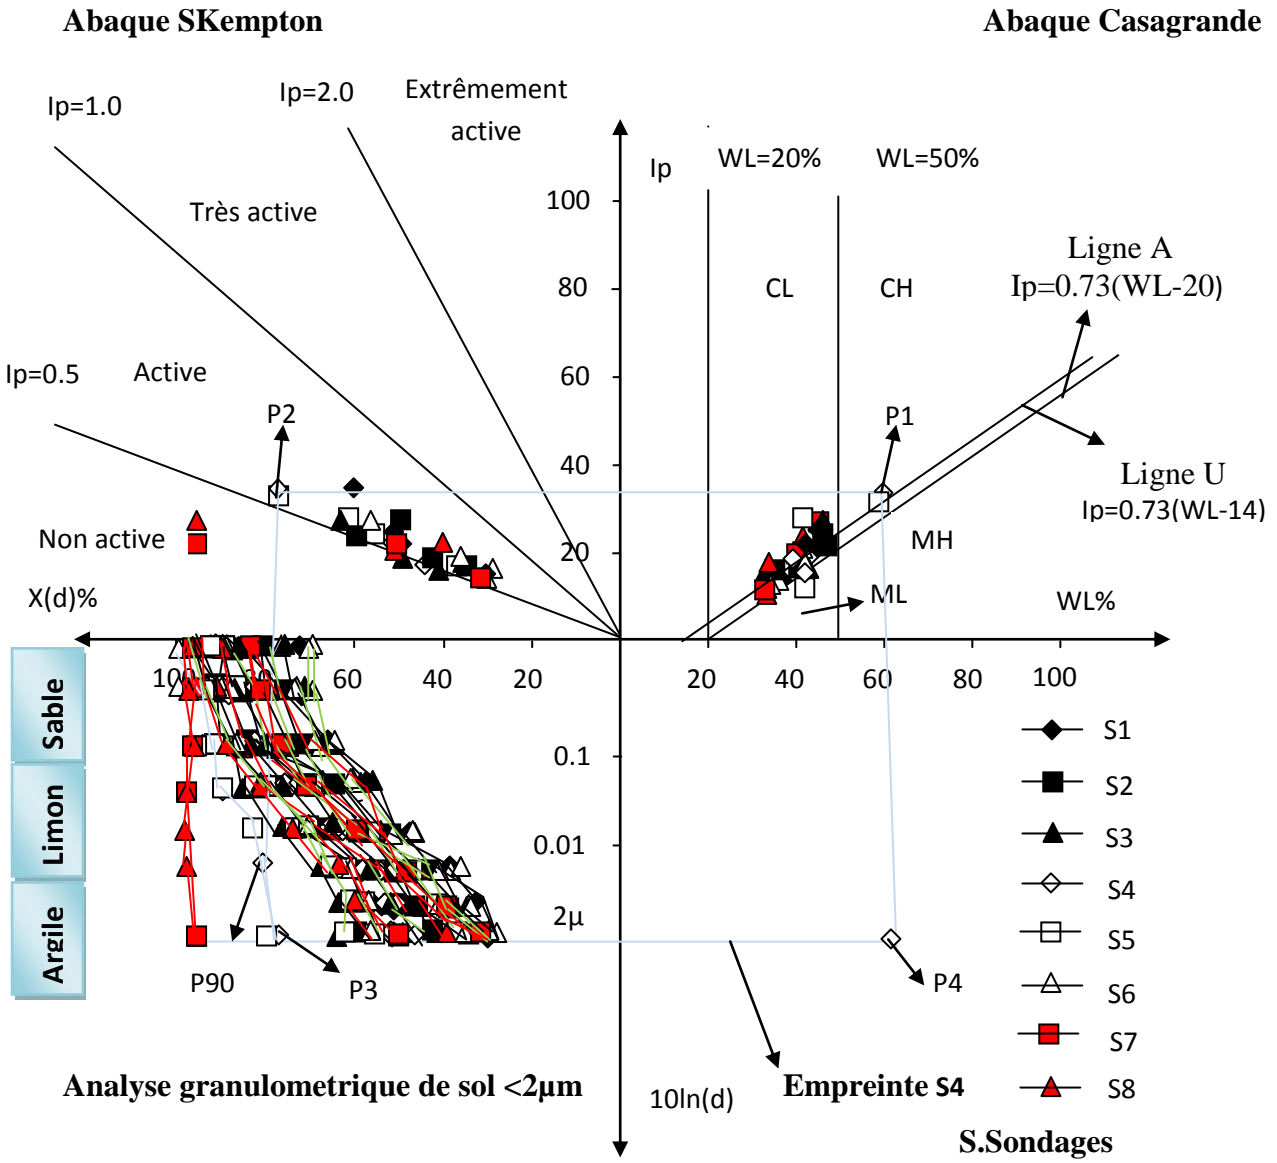 Abaque SKempton
Abaque Casagrande
Ip=1.0
Ip=2.0
Extrêmement
active
Ip
WL=20%
WL=50%
100
Très active
Ligne A
Ip=0.73(WL-20)
80
CL
CH
Ip=0.5
Active
60
P2
P1
40
Ligne U
Ip=0.73(WL-14)
Non active
20
MH
X(d)%
ML
WL%
100
80
60
40
20
20
40
60
80
100
Sable
Limon
Argile
0.1
0.01
2µ
S1
S2
S3
S4
S5
S6
S7
S8
P90
P3
P4
Analyse granulometrique de sol <2µm
10ln(d)
Empreinte S4
S.Sondages